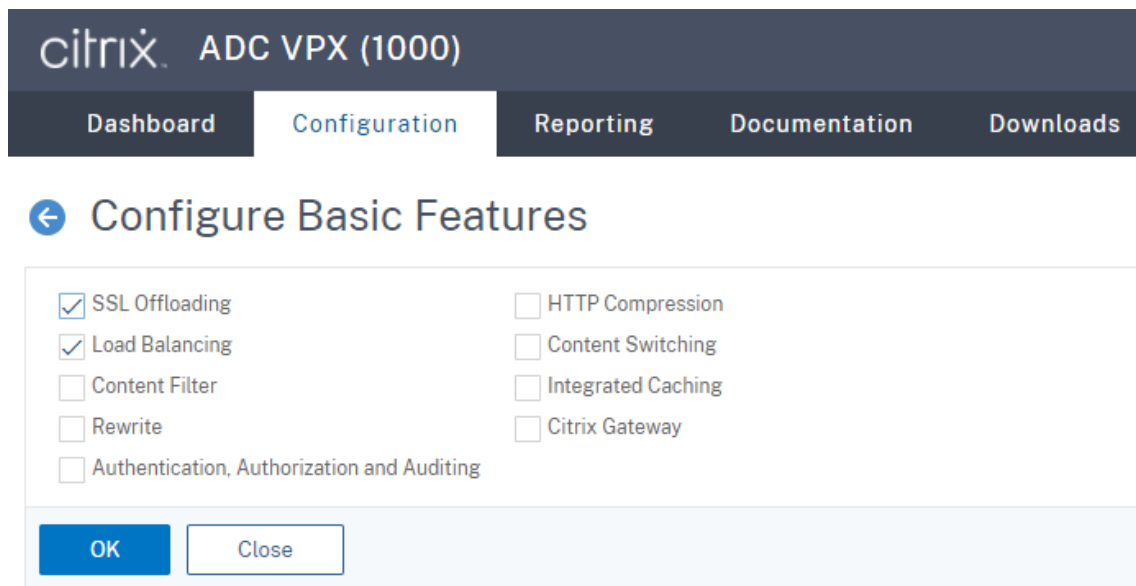 citrix. ADC VPX (1000)
Dashboard Configuration Reporting Documentation Downloads
Configure Basic Features
SSL Offloading HTTP Compression
Load Balancing Content Switching
Content Filter Integrated Caching
Rewrite Citrix Gateway
Authentication, Authorization and Auditing
OK Close